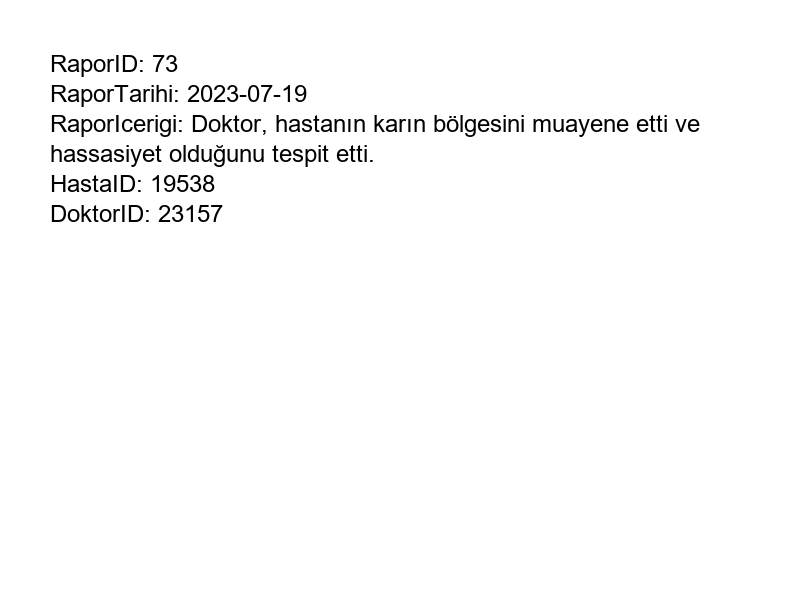 RaporID: 73
RaporTarihi: 2023-07-19
RaporIcerigi: Doktor, hastanın karın bölgesini muayene etti ve
hassasiyet olduğunu tespit etti.
HastaID: 19538
DoktorID: 23157